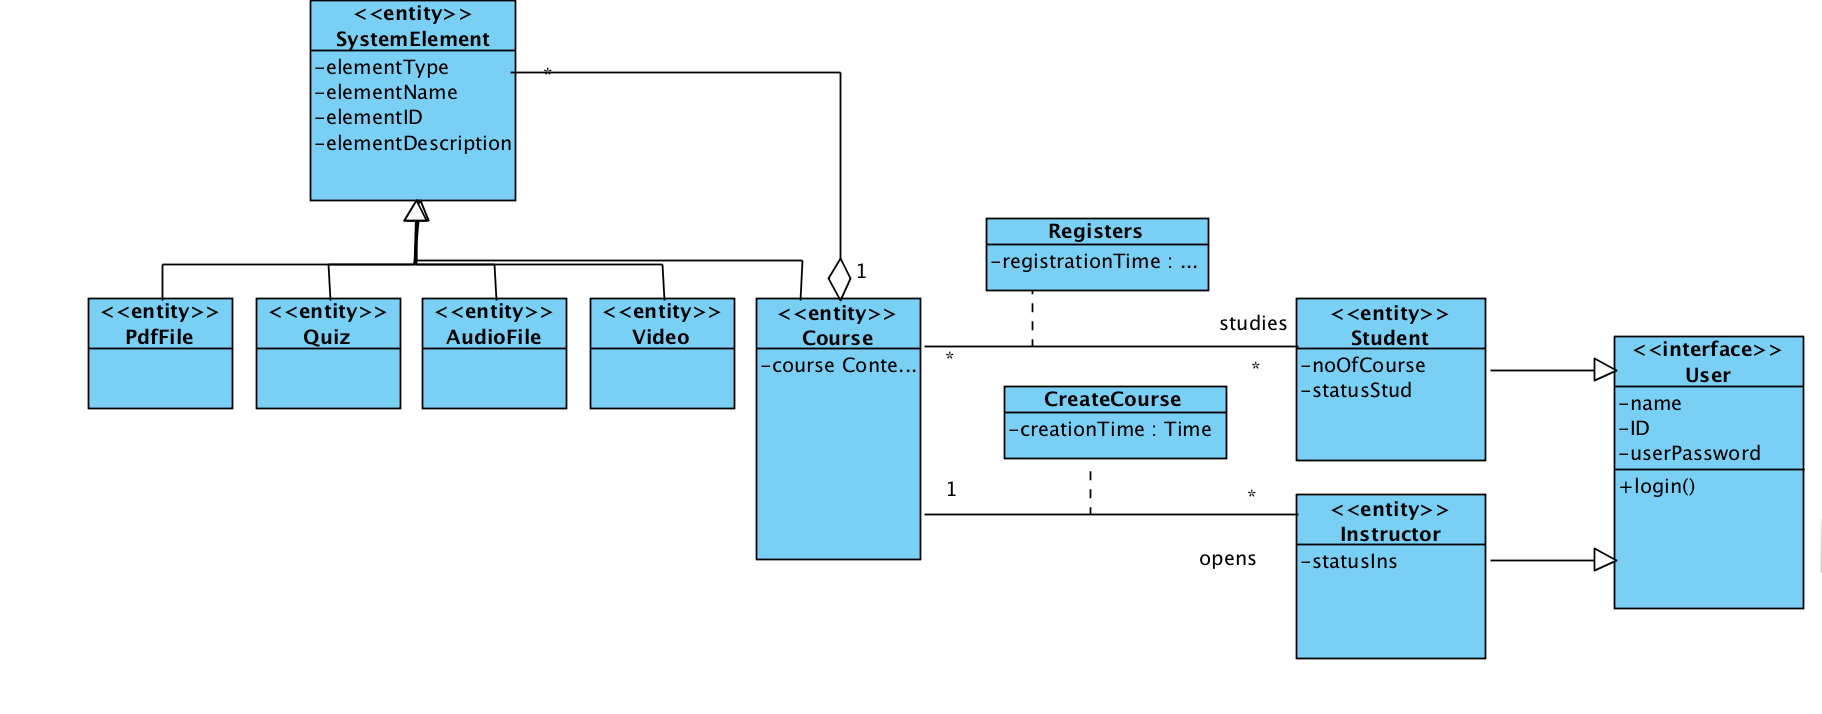 <<entity>>
SystemElement
-elementType
-elementName
-elementID
-elementDescription
*
1
<<entity>>
PdfFile
<<entity>>
Quiz
<<entity>>
AudioFile
<<entity>>
Video
<<entity>>
Course
-course Conte...
Registers
-registrationTime : ...
studies
*
*
CreateCourse
-creationTime : Time
1
*
opens
<<entity>>
Student
-noOfCourse
-statusStud
<<entity>>
Instructor
-statusIns
<<interface>>
User
-name
-ID
-userPassword
+login()